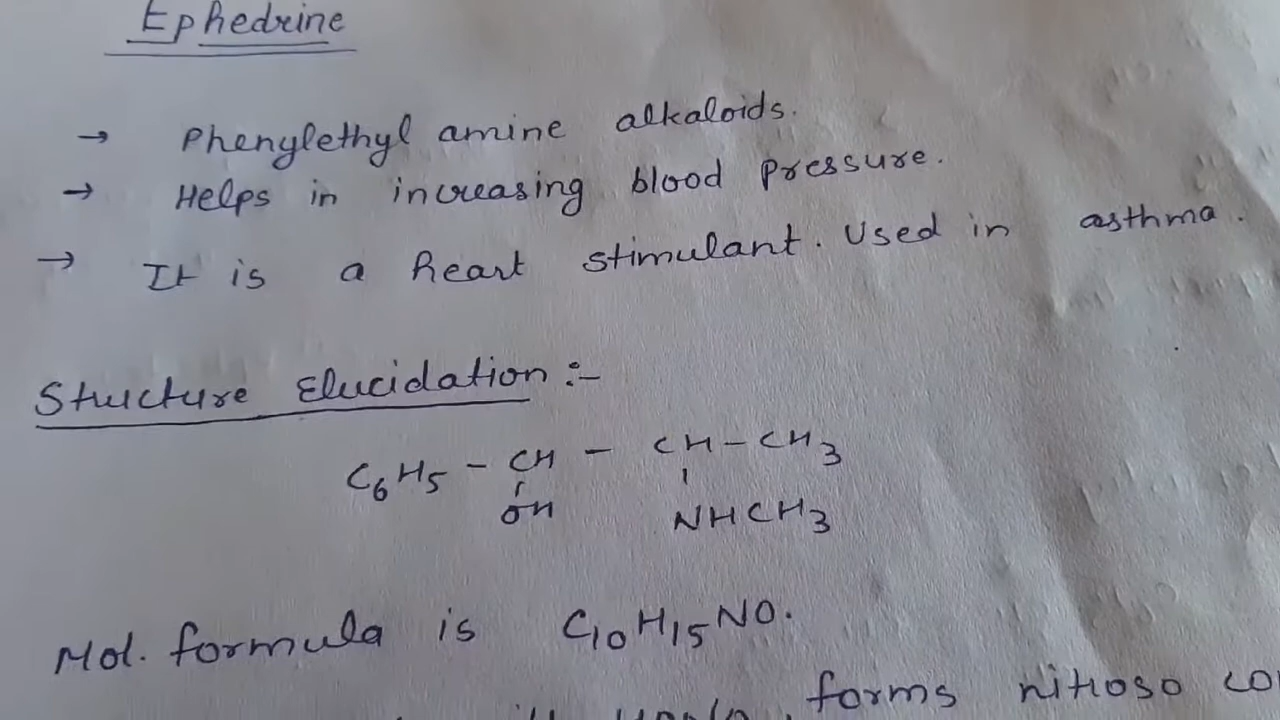 Ephedrine
→ Phenylethyl amine alkaloids.
→ Helps in increasing blood pressure.
→ It is a heart stimulant. Used in asthma.
Structure Elucidation :-
C6H5 - CH - CH - CH3
OH NHCH3
Mol. formula is C10H15NO.
forms nitroso